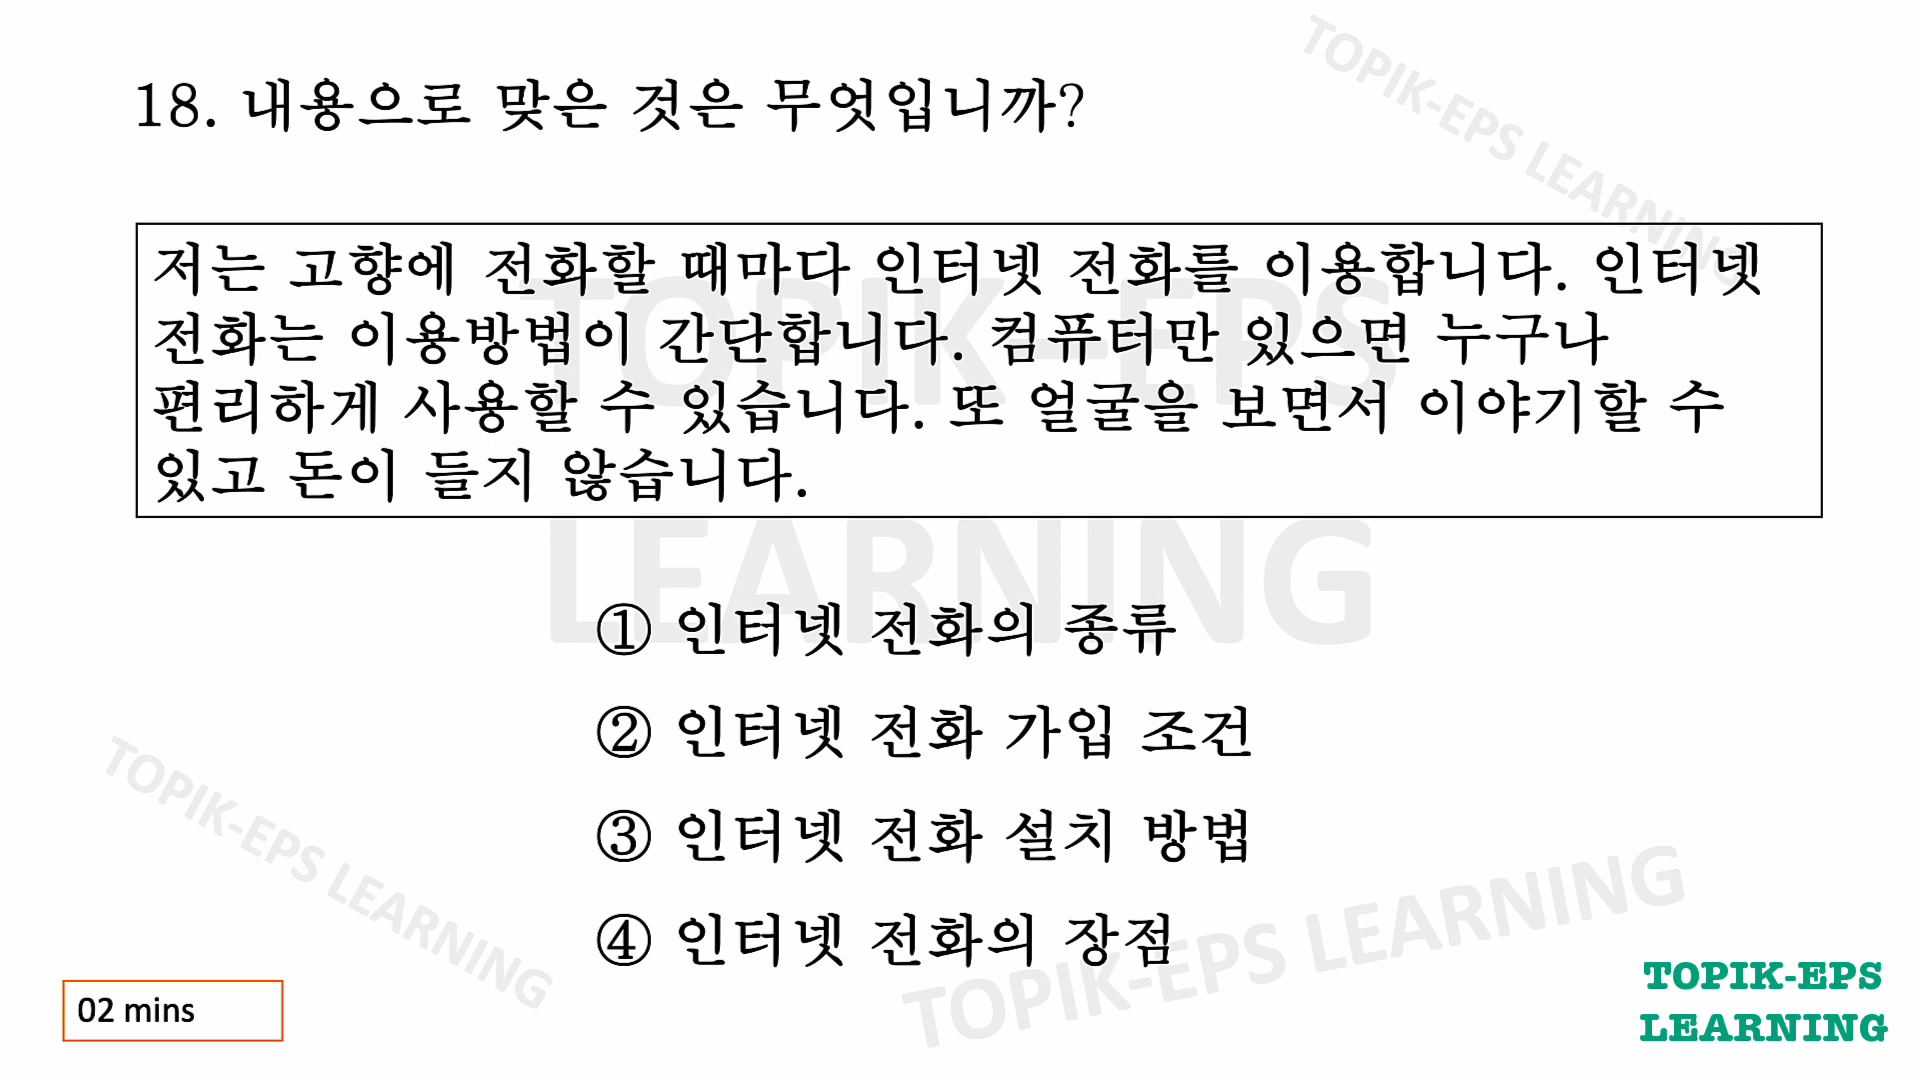 TOPIK-EPS LEARNING
18. 내용으로 맞은 것은 무엇입니까?
저는 고향에 전화할 때마다 인터넷 전화를 이용합니다. 인터넷
전화는 이용방법이 간단합니다. 컴퓨터만 있으면 누구나
편리하게 사용할 수 있습니다. 또 얼굴을 보면서 이야기할 수
있고 돈이 들지 않습니다.
TOPIK-EPS
LEARNING
① 인터넷 전화의 종류
② 인터넷 전화 가입 조건
③ 인터넷 전화 설치 방법
④ 인터넷 전화의 장점
TOPIK-EPS LEARNING
TOPIK-EPS LEARNING
02 mins
TOPIK-EPS
LEARNING